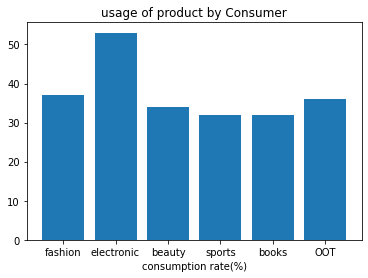 usage of product by Consumer
50
40
30
20
10
0
fashion electronic beauty sports books OOT
consumption rate(%)